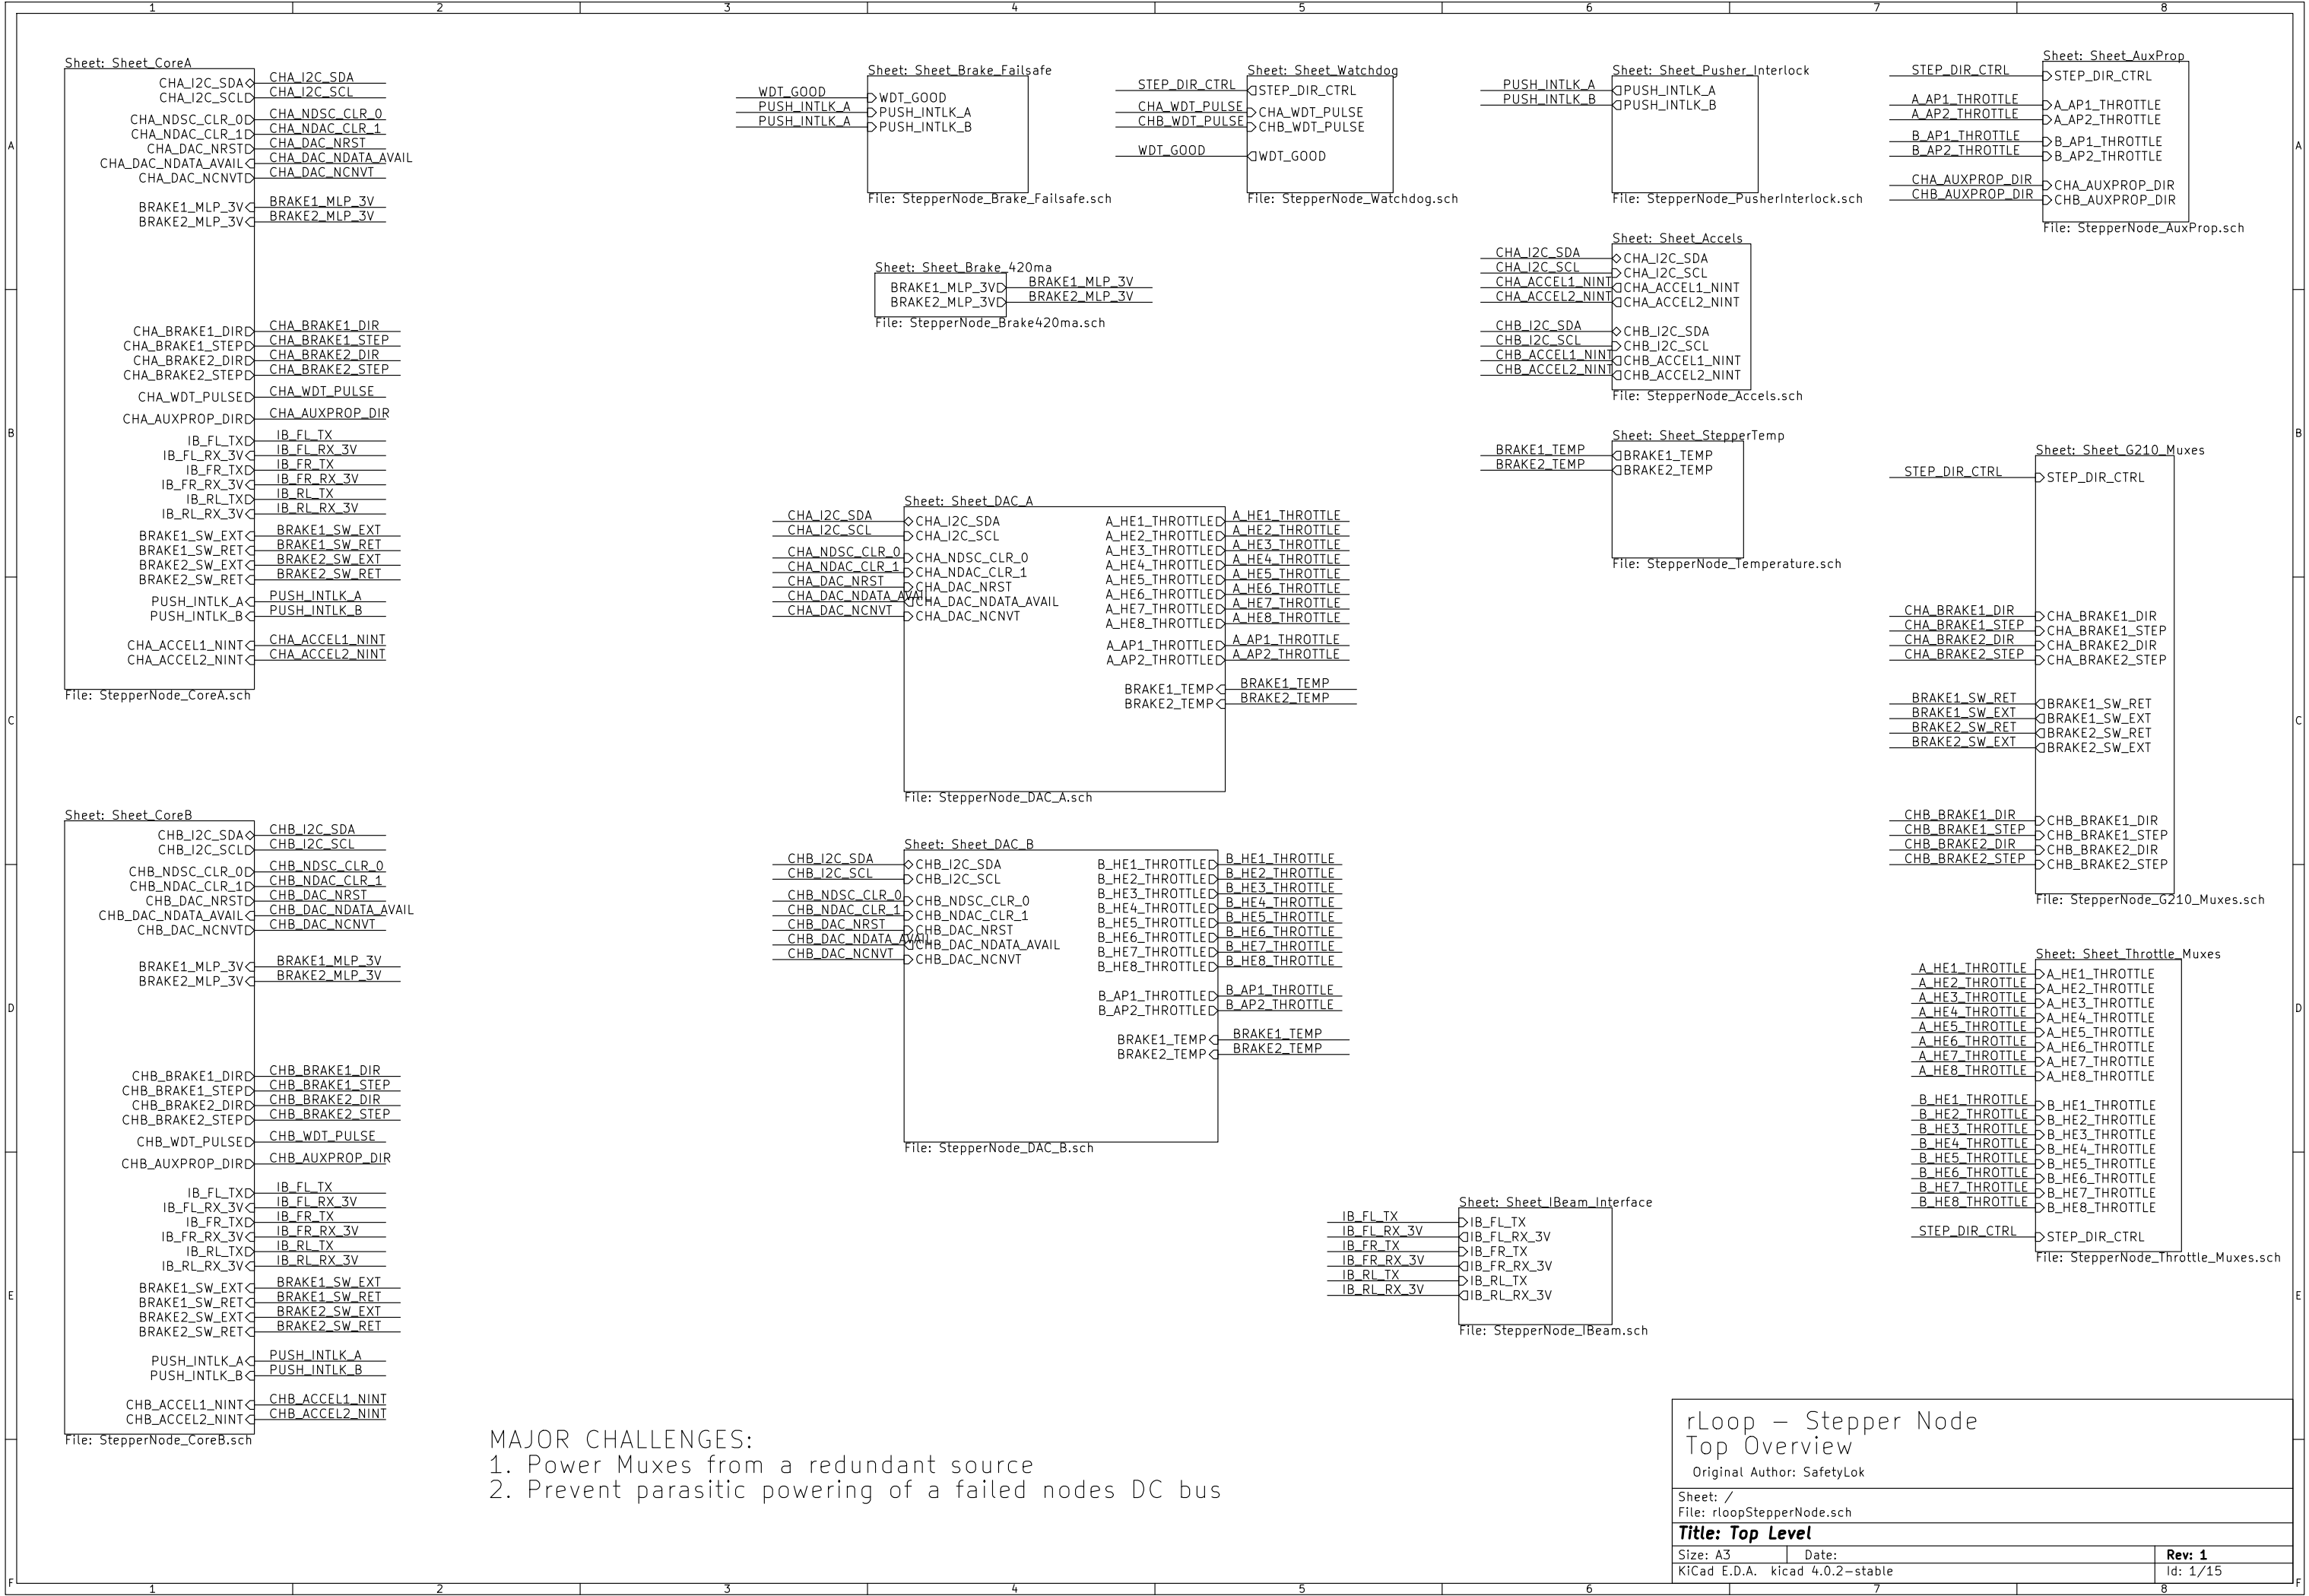 1 2 3 4 5 6 7 8
A
B
C
D
E
F
Sheet: Sheet_CoreA
CHA_I2C_SDA CHA_I2C_SDA
CHA_I2C_SCL CHA_I2C_SCL
CHA_NDSC_CLR_0 CHA_NDSC_CLR_0
CHA_NDAC_CLR_1 CHA_NDAC_CLR_1
CHA_DAC_NRST CHA_DAC_NRST
CHA_DAC_NDATA_AVAIL CHA_DAC_NDATA_AVAIL
CHA_DAC_NCNVT CHA_DAC_NCNVT
BRAKE1_MLP_3V BRAKE1_MLP_3V
BRAKE2_MLP_3V BRAKE2_MLP_3V
CHA_BRAKE1_DIR CHA_BRAKE1_DIR
CHA_BRAKE1_STEP CHA_BRAKE1_STEP
CHA_BRAKE2_DIR CHA_BRAKE2_DIR
CHA_BRAKE2_STEP CHA_BRAKE2_STEP
CHA_WDT_PULSE CHA_WDT_PULSE
CHA_AUXPROP_DIR CHA_AUXPROP_DIR
IB_FL_TX IB_FL_TX
IB_FL_RX_3V IB_FL_RX_3V
IB_FR_TX IB_FR_TX
IB_FR_RX_3V IB_FR_RX_3V
IB_RL_TX IB_RL_TX
IB_RL_RX_3V IB_RL_RX_3V
BRAKE1_SW_EXT BRAKE1_SW_EXT
BRAKE1_SW_RET BRAKE1_SW_RET
BRAKE2_SW_EXT BRAKE2_SW_EXT
BRAKE2_SW_RET BRAKE2_SW_RET
PUSH_INTLK_A PUSH_INTLK_A
PUSH_INTLK_B PUSH_INTLK_B
CHA_ACCEL1_NINT CHA_ACCEL1_NINT
CHA_ACCEL2_NINT CHA_ACCEL2_NINT
File: StepperNode_CoreA.sch
Sheet: Sheet_CoreB
CHB_I2C_SDA CHB_I2C_SDA
CHB_I2C_SCL CHB_I2C_SCL
CHB_NDSC_CLR_0 CHB_NDSC_CLR_0
CHB_NDAC_CLR_1 CHB_NDAC_CLR_1
CHB_DAC_NRST CHB_DAC_NRST
CHB_DAC_NDATA_AVAIL CHB_DAC_NDATA_AVAIL
CHB_DAC_NCNVT CHB_DAC_NCNVT
BRAKE1_MLP_3V BRAKE1_MLP_3V
BRAKE2_MLP_3V BRAKE2_MLP_3V
CHB_BRAKE1_DIR CHB_BRAKE1_DIR
CHB_BRAKE1_STEP CHB_BRAKE1_STEP
CHB_BRAKE2_DIR CHB_BRAKE2_DIR
CHB_BRAKE2_STEP CHB_BRAKE2_STEP
CHB_WDT_PULSE CHB_WDT_PULSE
CHB_AUXPROP_DIR CHB_AUXPROP_DIR
IB_FL_TX IB_FL_TX
IB_FL_RX_3V IB_FL_RX_3V
IB_FR_TX IB_FR_TX
IB_FR_RX_3V IB_FR_RX_3V
IB_RL_TX IB_RL_TX
IB_RL_RX_3V IB_RL_RX_3V
BRAKE1_SW_EXT BRAKE1_SW_EXT
BRAKE1_SW_RET BRAKE1_SW_RET
BRAKE2_SW_EXT BRAKE2_SW_EXT
BRAKE2_SW_RET BRAKE2_SW_RET
PUSH_INTLK_A PUSH_INTLK_A
PUSH_INTLK_B PUSH_INTLK_B
CHB_ACCEL1_NINT CHB_ACCEL1_NINT
CHB_ACCEL2_NINT CHB_ACCEL2_NINT
File: StepperNode_CoreB.sch
Sheet: Sheet_Brake_Failsafe
WDT_GOOD WDT_GOOD
PUSH_INTLK_A PUSH_INTLK_A
PUSH_INTLK_A PUSH_INTLK_B
File: StepperNode_Brake_Failsafe.sch
Sheet: Sheet_Brake_420ma
BRAKE1_MLP_3V BRAKE1_MLP_3V
BRAKE2_MLP_3V BRAKE2_MLP_3V
File: StepperNode_Brake420ma.sch
Sheet: Sheet_Watchdog
STEP_DIR_CTRL STEP_DIR_CTRL
CHA_WDT_PULSE CHA_WDT_PULSE
CHB_WDT_PULSE CHB_WDT_PULSE
WDT_GOOD WDT_GOOD
File: StepperNode_Watchdog.sch
Sheet: Sheet_Pusher_Interlock
PUSH_INTLK_A PUSH_INTLK_A
PUSH_INTLK_B PUSH_INTLK_B
File: StepperNode_PusherInterlock.sch
Sheet: Sheet_AuxProp
STEP_DIR_CTRL STEP_DIR_CTRL
A_AP1_THROTTLE A_AP1_THROTTLE
A_AP2_THROTTLE A_AP2_THROTTLE
B_AP1_THROTTLE B_AP1_THROTTLE
B_AP2_THROTTLE B_AP2_THROTTLE
CHA_AUXPROP_DIR CHA_AUXPROP_DIR
CHB_AUXPROP_DIR CHB_AUXPROP_DIR
File: StepperNode_AuxProp.sch
Sheet: Sheet_Accels
CHA_I2C_SDA CHA_I2C_SDA
CHA_I2C_SCL CHA_I2C_SCL
CHA_ACCEL1_NINT CHA_ACCEL1_NINT
CHA_ACCEL2_NINT CHA_ACCEL2_NINT
CHB_I2C_SDA CHB_I2C_SDA
CHB_I2C_SCL CHB_I2C_SCL
CHB_ACCEL1_NINT CHB_ACCEL1_NINT
CHB_ACCEL2_NINT CHB_ACCEL2_NINT
File: StepperNode_Accels.sch
Sheet: Sheet_StepperTemp
BRAKE1_TEMP BRAKE1_TEMP
BRAKE2_TEMP BRAKE2_TEMP
File: StepperNode_Temperature.sch
Sheet: Sheet_DAC_A
CHA_I2C_SDA CHA_I2C_SDA A_HE1_THROTTLE A_HE1_THROTTLE
CHA_I2C_SCL CHA_I2C_SCL A_HE2_THROTTLE A_HE2_THROTTLE
A_HE3_THROTTLE A_HE3_THROTTLE
CHA_NDSC_CLR_0 CHA_NDSC_CLR_0 A_HE4_THROTTLE A_HE4_THROTTLE
CHA_NDAC_CLR_1 CHA_NDAC_CLR_1 A_HE5_THROTTLE A_HE5_THROTTLE
CHA_DAC_NRST CHA_DAC_NRST A_HE6_THROTTLE A_HE6_THROTTLE
CHA_DAC_NDATA_AVAIL CHA_DAC_NDATA_AVAIL A_HE7_THROTTLE A_HE7_THROTTLE
CHA_DAC_NCNVT CHA_DAC_NCNVT A_HE8_THROTTLE A_HE8_THROTTLE
A_AP1_THROTTLE A_AP1_THROTTLE
A_AP2_THROTTLE A_AP2_THROTTLE
BRAKE1_TEMP BRAKE1_TEMP
BRAKE2_TEMP BRAKE2_TEMP
File: StepperNode_DAC_A.sch
Sheet: Sheet_DAC_B
CHB_I2C_SDA CHB_I2C_SDA B_HE1_THROTTLE B_HE1_THROTTLE
CHB_I2C_SCL CHB_I2C_SCL B_HE2_THROTTLE B_HE2_THROTTLE
B_HE3_THROTTLE B_HE3_THROTTLE
CHB_NDSC_CLR_0 CHB_NDSC_CLR_0 B_HE4_THROTTLE B_HE4_THROTTLE
CHB_NDAC_CLR_1 CHB_NDAC_CLR_1 B_HE5_THROTTLE B_HE5_THROTTLE
CHB_DAC_NRST CHB_DAC_NRST B_HE6_THROTTLE B_HE6_THROTTLE
CHB_DAC_NDATA_AVAIL CHB_DAC_NDATA_AVAIL B_HE7_THROTTLE B_HE7_THROTTLE
CHB_DAC_NCNVT CHB_DAC_NCNVT B_HE8_THROTTLE B_HE8_THROTTLE
B_AP1_THROTTLE B_AP1_THROTTLE
B_AP2_THROTTLE B_AP2_THROTTLE
BRAKE1_TEMP BRAKE1_TEMP
BRAKE2_TEMP BRAKE2_TEMP
File: StepperNode_DAC_B.sch
Sheet: Sheet_G210_Muxes
STEP_DIR_CTRL STEP_DIR_CTRL
CHA_BRAKE1_DIR CHA_BRAKE1_DIR
CHA_BRAKE1_STEP CHA_BRAKE1_STEP
CHA_BRAKE2_DIR CHA_BRAKE2_DIR
CHA_BRAKE2_STEP CHA_BRAKE2_STEP
BRAKE1_SW_RET BRAKE1_SW_RET
BRAKE1_SW_EXT BRAKE1_SW_EXT
BRAKE2_SW_RET BRAKE2_SW_RET
BRAKE2_SW_EXT BRAKE2_SW_EXT
CHB_BRAKE1_DIR CHB_BRAKE1_DIR
CHB_BRAKE1_STEP CHB_BRAKE1_STEP
CHB_BRAKE2_DIR CHB_BRAKE2_DIR
CHB_BRAKE2_STEP CHB_BRAKE2_STEP
File: StepperNode_G210_Muxes.sch
Sheet: Sheet_Throttle_Muxes
A_HE1_THROTTLE A_HE1_THROTTLE
A_HE2_THROTTLE A_HE2_THROTTLE
A_HE3_THROTTLE A_HE3_THROTTLE
A_HE4_THROTTLE A_HE4_THROTTLE
A_HE5_THROTTLE A_HE5_THROTTLE
A_HE6_THROTTLE A_HE6_THROTTLE
A_HE7_THROTTLE A_HE7_THROTTLE
A_HE8_THROTTLE A_HE8_THROTTLE
B_HE1_THROTTLE B_HE1_THROTTLE
B_HE2_THROTTLE B_HE2_THROTTLE
B_HE3_THROTTLE B_HE3_THROTTLE
B_HE4_THROTTLE B_HE4_THROTTLE
B_HE5_THROTTLE B_HE5_THROTTLE
B_HE6_THROTTLE B_HE6_THROTTLE
B_HE7_THROTTLE B_HE7_THROTTLE
B_HE8_THROTTLE B_HE8_THROTTLE
STEP_DIR_CTRL STEP_DIR_CTRL
File: StepperNode_Throttle_Muxes.sch
Sheet: Sheet_IBeam_Interface
IB_FL_TX IB_FL_TX
IB_FL_RX_3V IB_FL_RX_3V
IB_FR_TX IB_FR_TX
IB_FR_RX_3V IB_FR_RX_3V
IB_RL_TX IB_RL_TX
IB_RL_RX_3V IB_RL_RX_3V
File: StepperNode_IBeam.sch
MAJOR CHALLENGES:
1. Power Muxes from a redundant source
2. Prevent parasitic powering of a failed nodes DC bus
rLoop - Stepper Node
Top Overview
Original Author: SafetyLok
Sheet: /
File: rloopStepperNode.sch
Title: Top Level
Size: A3 Date: Rev: 1
KiCad E.D.A. kicad 4.0.2-stable Id: 1/15
A
B
C
D
E
F
1 2 3 4 5 6 7 8